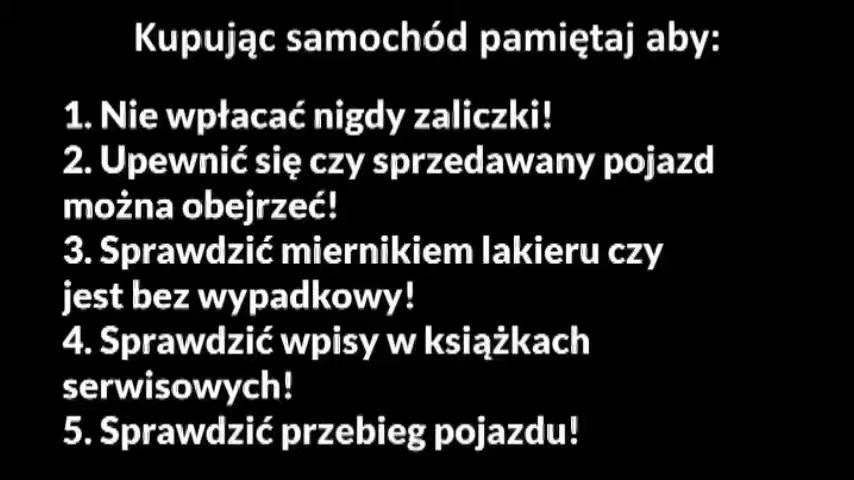 Kupując samochód pamiętaj aby:
1. Nie wpłacać nigdy zaliczki!
2. Upewnić się czy sprzedawany pojazd
można obejrzeć!
3. Sprawdzić miernikiem lakieru czy
jest bez wypadkowy!
4. Sprawdzić wpisy w książkach
serwisowych!
5. Sprawdzić przebieg pojazdu!